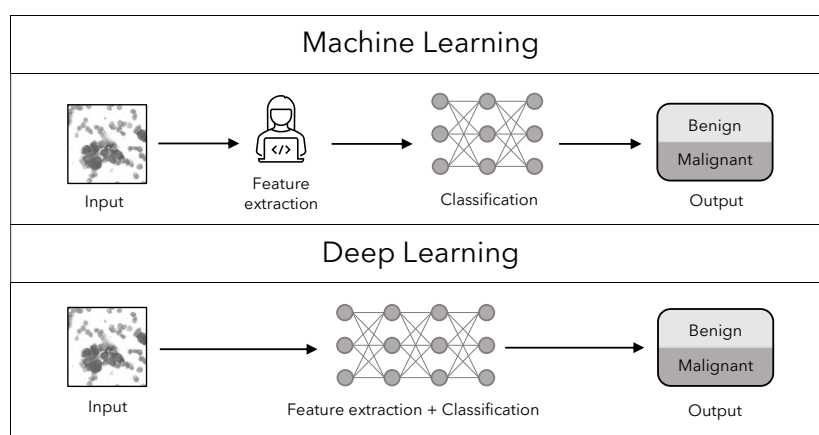 Machine Learning
</>
Benign
Malignant
Input
Feature
extraction
Classification
Output
Deep Learning
Benign
Malignant
Input
Feature extraction + Classification
Output